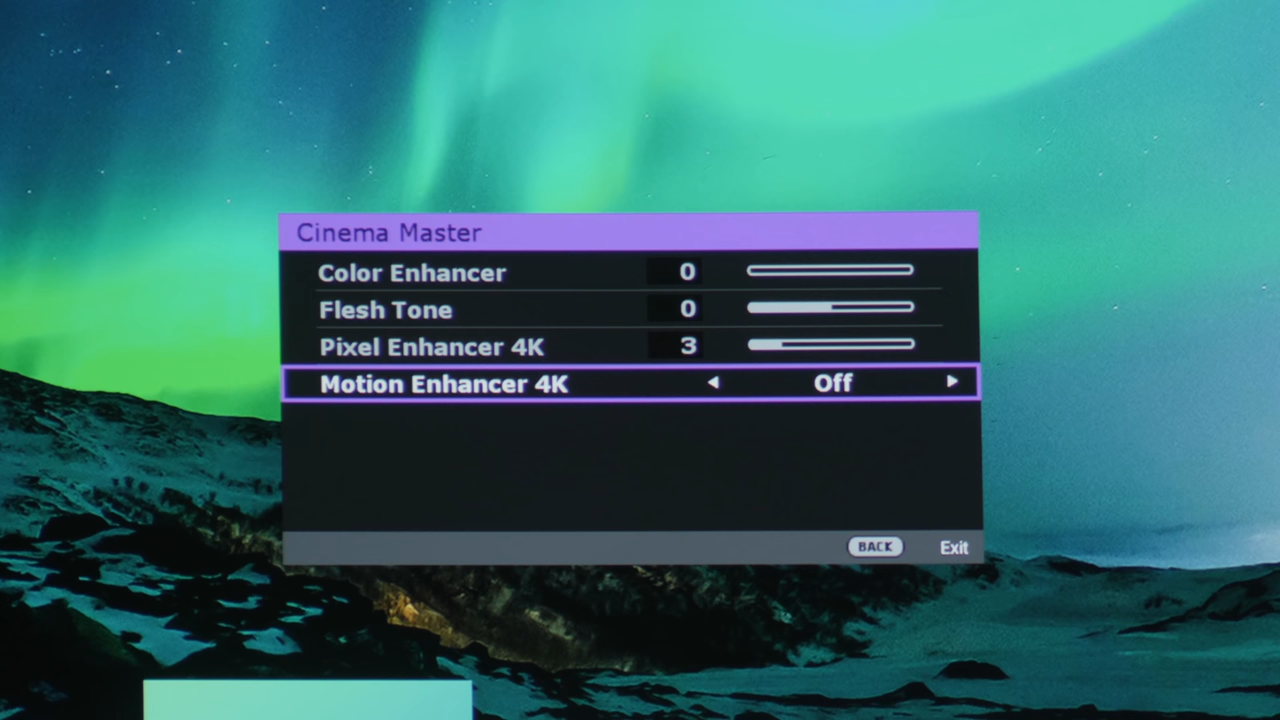 Cinema Master
Color Enhancer 0
Flesh Tone 0
Pixel Enhancer 4K 3
Motion Enhancer 4K Off
BACK Exit